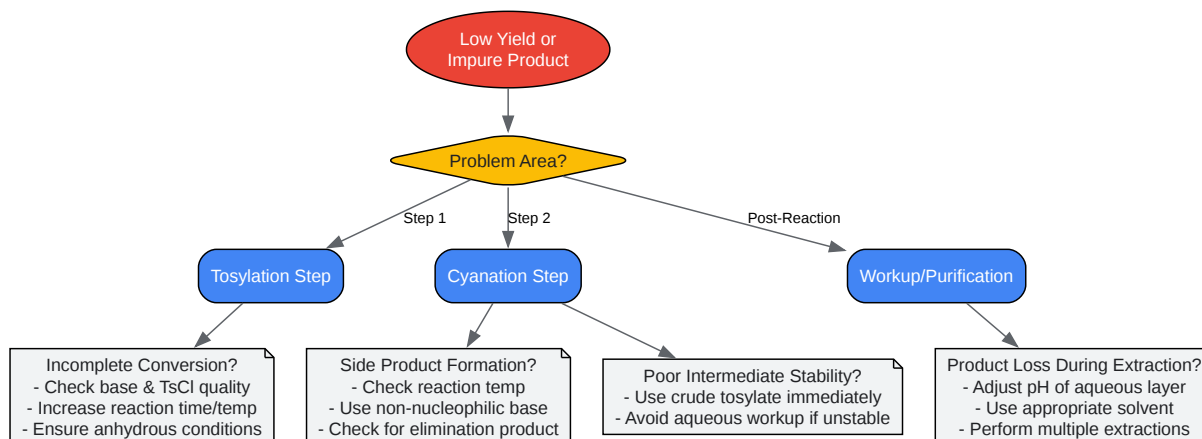 Low Yield or
Impure Product
Problem Area?
Step 1
Step 2
Post-Reaction
Tosylation Step
Cyanation Step
Workup/Purification
Incomplete Conversion?
- Check base & TsCl quality
- Increase reaction time/temp
- Ensure anhydrous conditions
Side Product Formation?
- Check reaction temp
- Use non-nucleophilic base
- Check for elimination product
Poor Intermediate Stability?
- Use crude tosylate immediately
- Avoid aqueous workup if unstable
Product Loss During Extraction?
- Adjust pH of aqueous layer
- Use appropriate solvent
- Perform multiple extractions